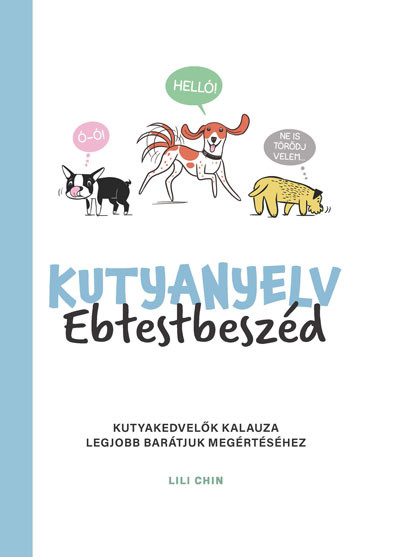 HELLÓ!
Ó-Ó!
NE IS
TÖRŐDJ
VELEM...
KUTYANYELV
Ebtestbeszéd
KUTYAKEDVELŐK KALAUZA
LEGJOBB BARÁTJUK MEGÉRTÉSÉHEZ
LILI CHIN